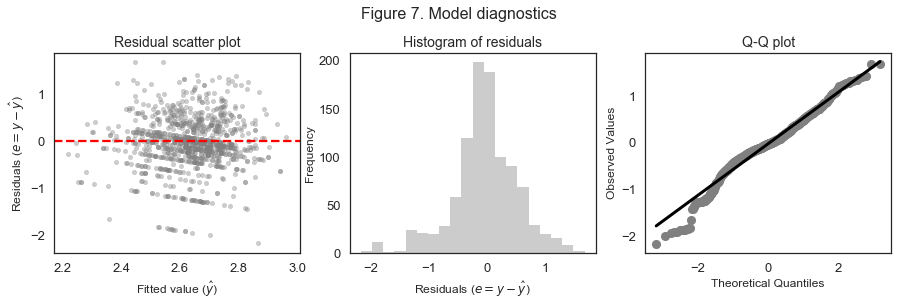 Figure 7. Model diagnostics
Residual scatter plot
Residuals (e = y − ŷ)
1
0
−1
−2
2.2 2.4 2.6 2.8 3.0
Fitted value (ŷ)
Histogram of residuals
Frequency
200
150
100
50
0
−2 −1 0 1
Residuals (e = y − ŷ)
Q-Q plot
Observed Values
1
0
−1
−2
−2 0 2
Theoretical Quantiles